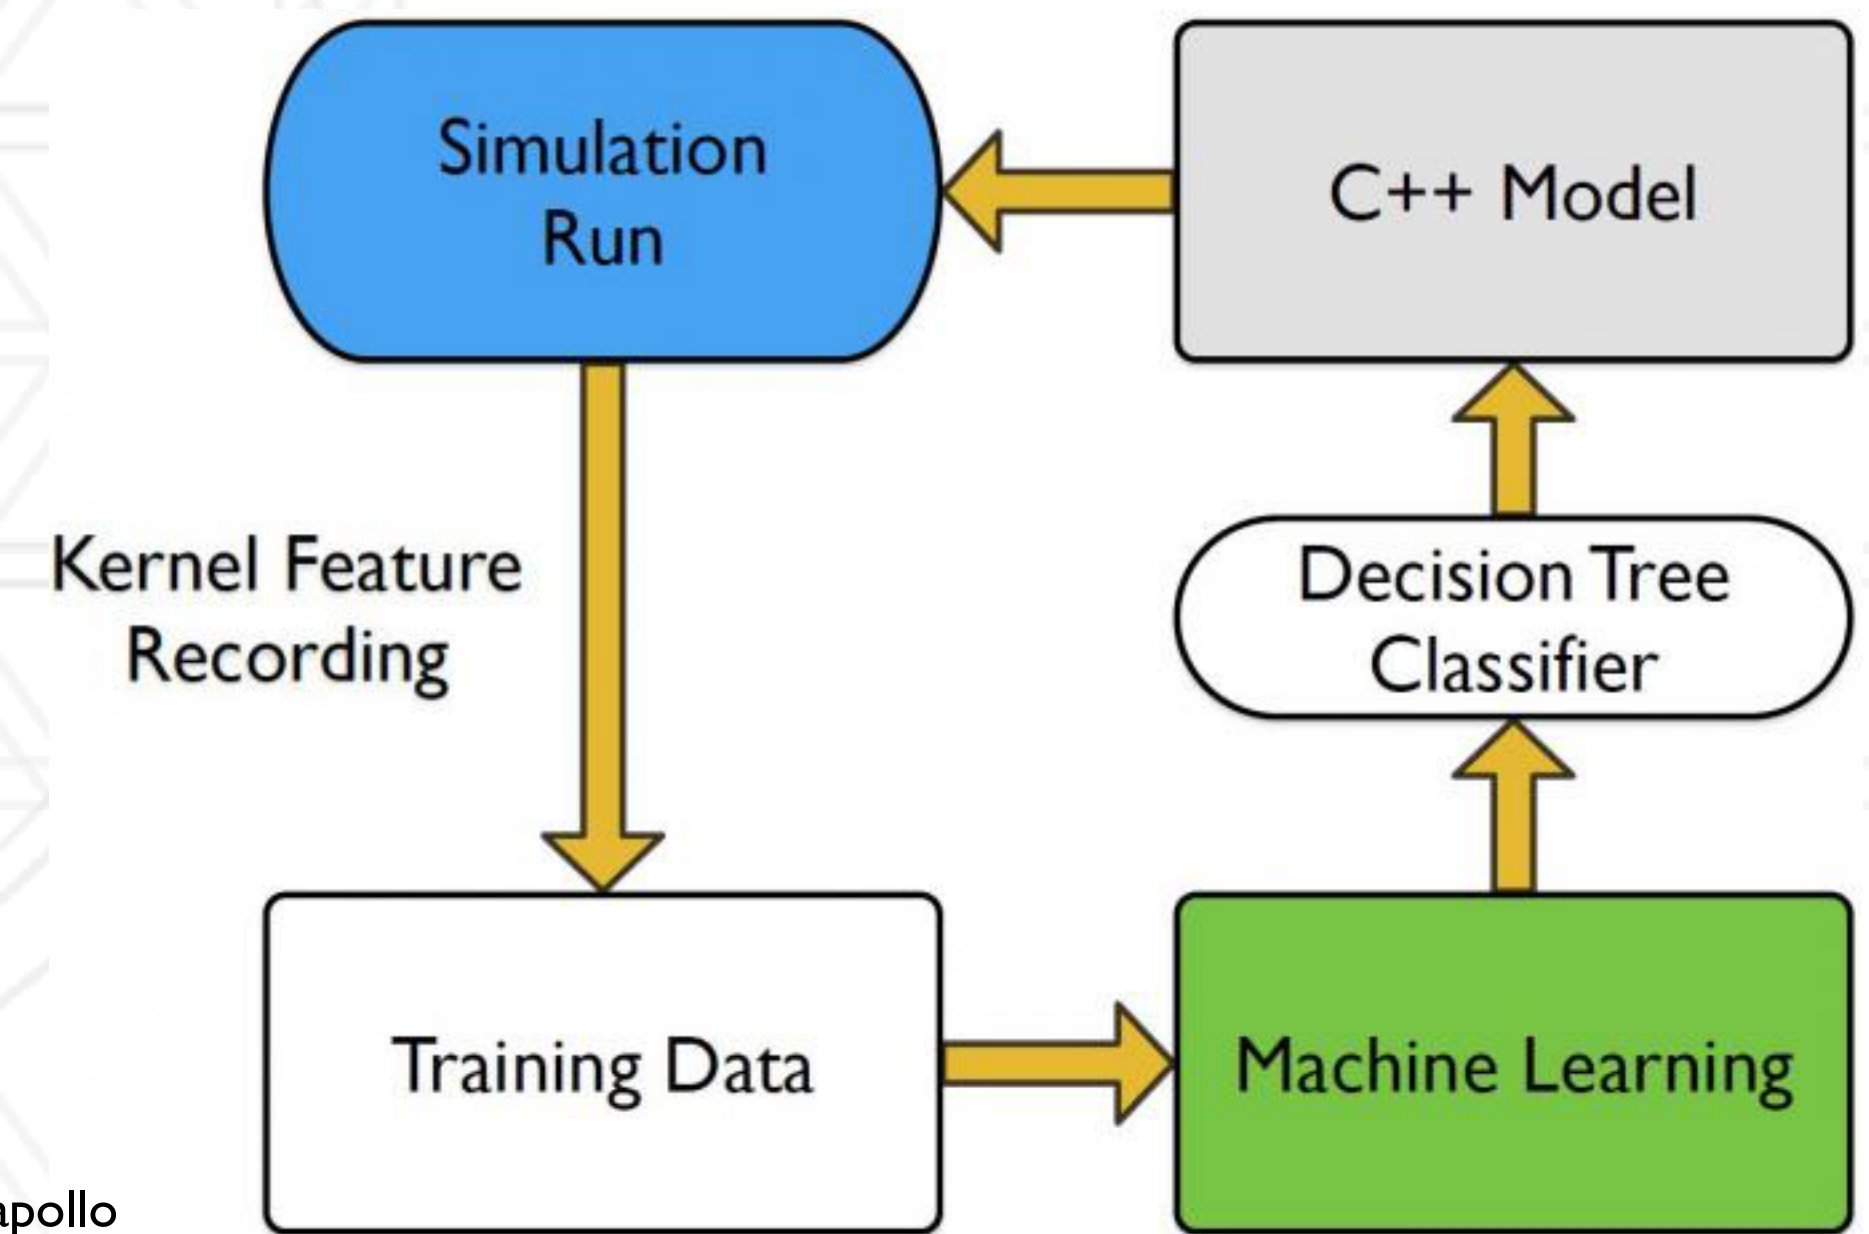 Simulation
Run
C++ Model
Kernel Feature
Recording
Decision Tree
Classifier
Training Data
Machine Learning
apollo